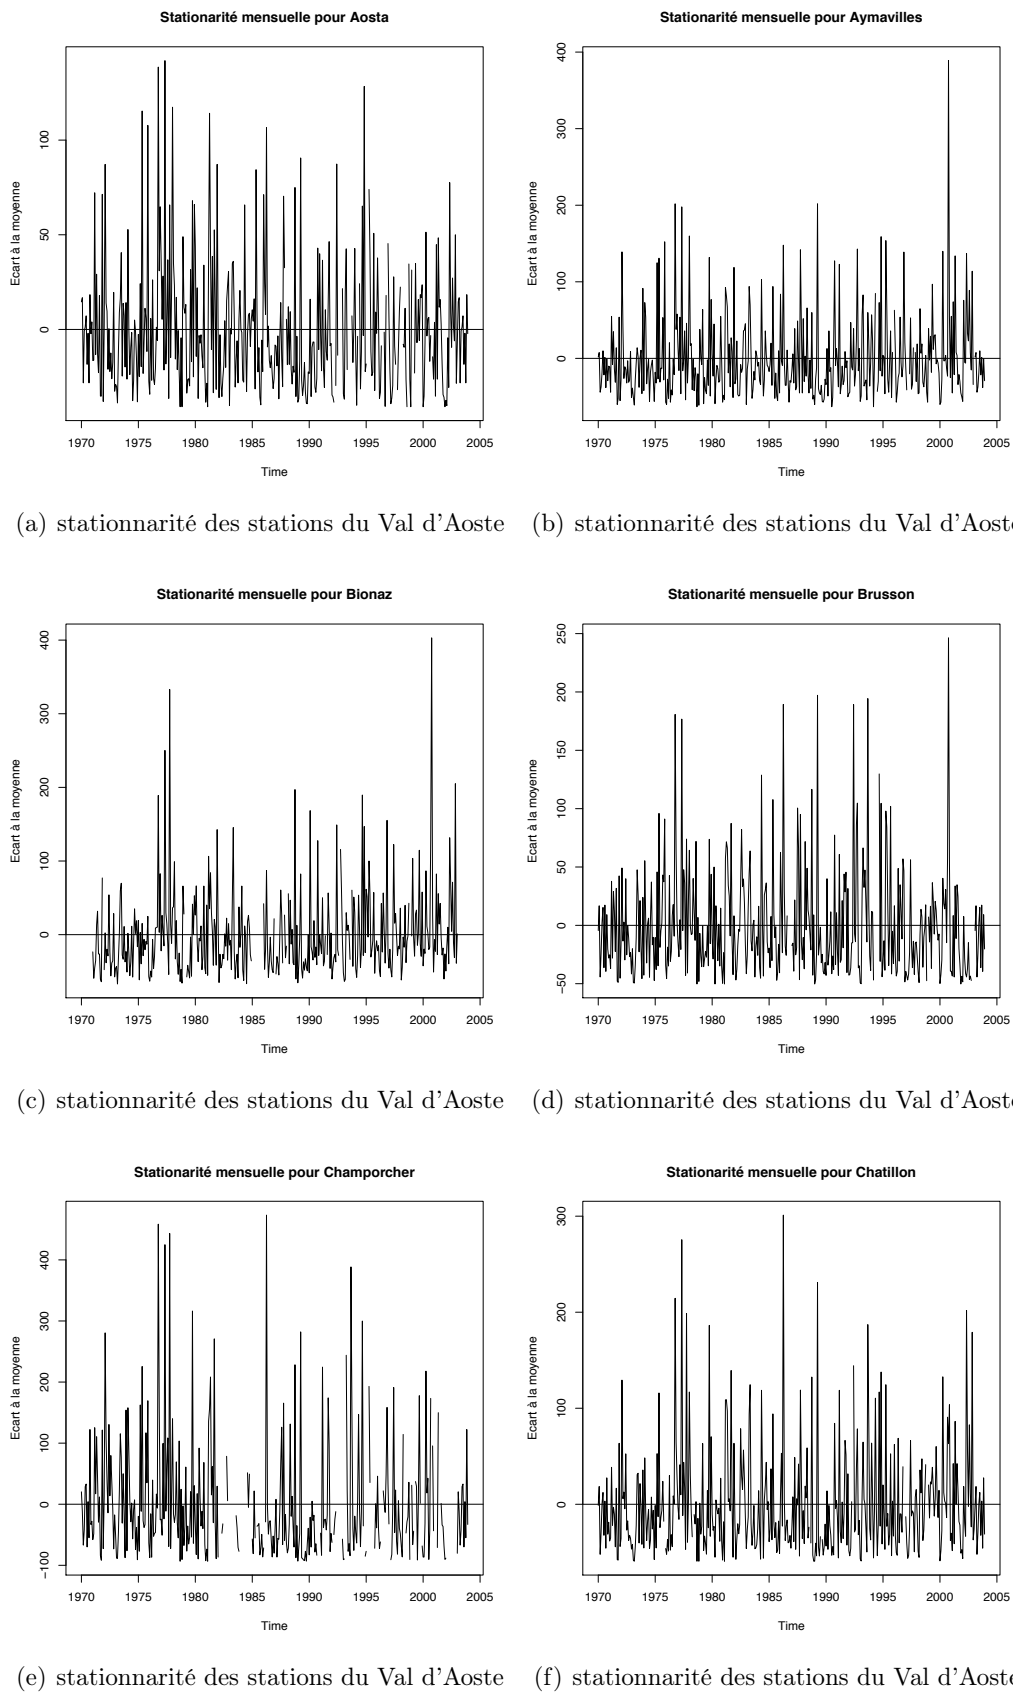 Stationarité mensuelle pour Aosta
Ecart à la moyenne
100
50
0
1970 1975 1980 1985 1990 1995 2000 2005
Time
(a) stationnarité des stations du Val d'Aoste
Stationarité mensuelle pour Aymavilles
Ecart à la moyenne
400
300
200
100
0
1970 1975 1980 1985 1990 1995 2000 2005
Time
(b) stationnarité des stations du Val d'Aoste
Stationarité mensuelle pour Bionaz
Ecart à la moyenne
400
300
200
100
0
1970 1975 1980 1985 1990 1995 2000 2005
Time
(c) stationnarité des stations du Val d'Aoste
Stationarité mensuelle pour Brusson
Ecart à la moyenne
250
200
150
100
50
0
−50
1970 1975 1980 1985 1990 1995 2000 2005
Time
(d) stationnarité des stations du Val d'Aoste
Stationarité mensuelle pour Champorcher
Ecart à la moyenne
400
300
200
100
0
−100
1970 1975 1980 1985 1990 1995 2000 2005
Time
(e) stationnarité des stations du Val d'Aoste
Stationarité mensuelle pour Chatillon
Ecart à la moyenne
300
200
100
0
1970 1975 1980 1985 1990 1995 2000 2005
Time
(f) stationnarité des stations du Val d'Aoste